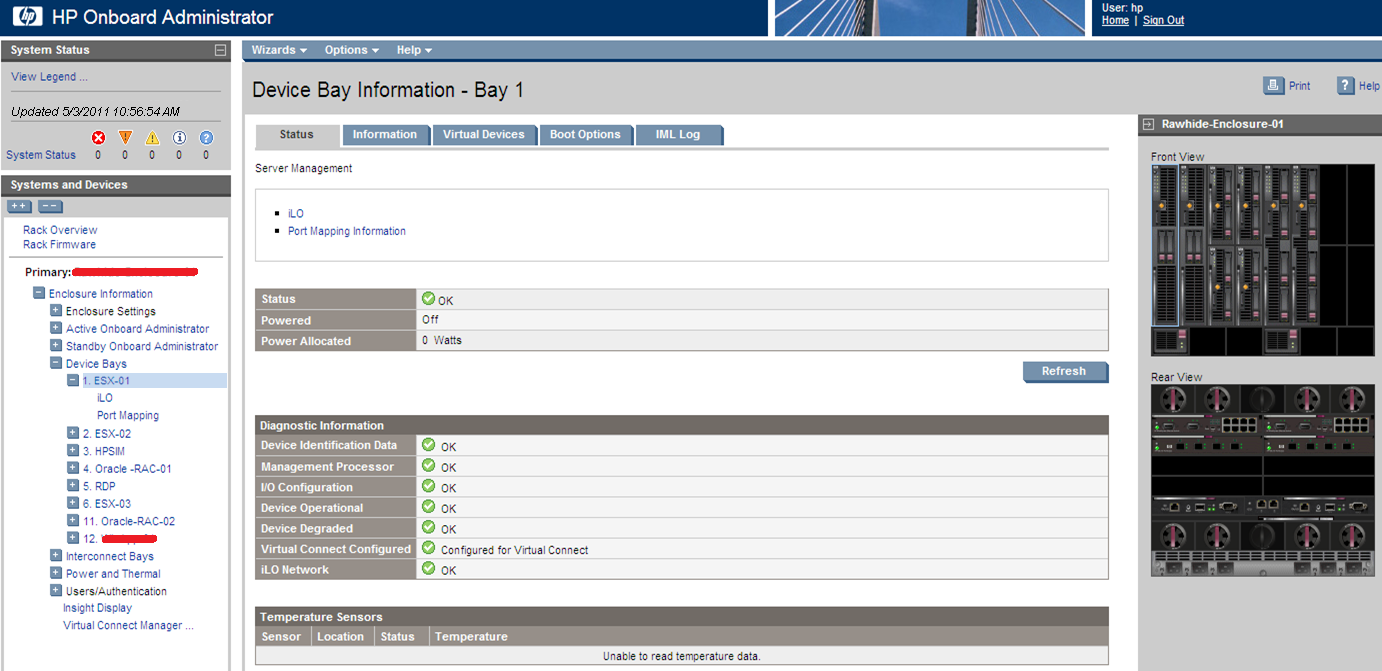 hp HP Onboard Administrator
User: hp
Home | Sign Out
System Status
View Legend ...
Updated 5/3/2011 10:56:54 AM
System Status 0 0 0 0 0
Systems and Devices
Rack Overview
Rack Firmware
Primary:
Enclosure Information
Enclosure Settings
Active Onboard Administrator
Standby Onboard Administrator
Device Bays
1. ESX-01
iLO
Port Mapping
2. ESX-02
3. HPSIM
4. Oracle -RAC-01
5. RDP
6. ESX-03
11. Oracle-RAC-02
12.
Interconnect Bays
Power and Thermal
Users/Authentication
Insight Display
Virtual Connect Manager ...
Wizards Options Help
Device Bay Information - Bay 1
Print Help
Status Information Virtual Devices Boot Options IML Log
Server Management
iLO
Port Mapping Information
Status OK
Powered Off
Power Allocated 0 Watts
Refresh
Diagnostic Information
Device Identification Data OK
Management Processor OK
I/O Configuration OK
Device Operational OK
Device Degraded OK
Virtual Connect Configured Configured for Virtual Connect
iLO Network OK
Temperature Sensors
Sensor Location Status Temperature
Unable to read temperature data.
Rawhide-Enclosure-01
Front View
Rear View